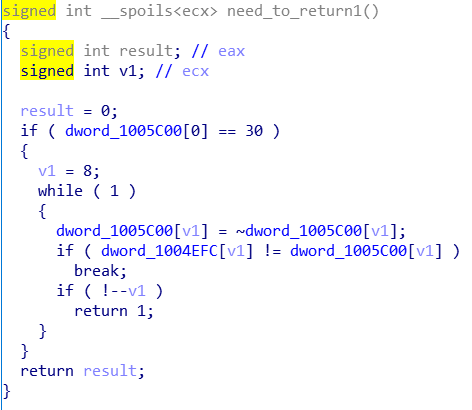 signed int __spoils<ecx> need_to_return1()
{
  signed int result; // eax
  signed int v1; // ecx

  result = 0;
  if ( dword_1005C00[0] == 30 )
  {
    v1 = 8;
    while ( 1 )
    {
      dword_1005C00[v1] = ~dword_1005C00[v1];
      if ( dword_1004EFC[v1] != dword_1005C00[v1] )
        break;
      if ( !--v1 )
        return 1;
    }
  }
  return result;
}